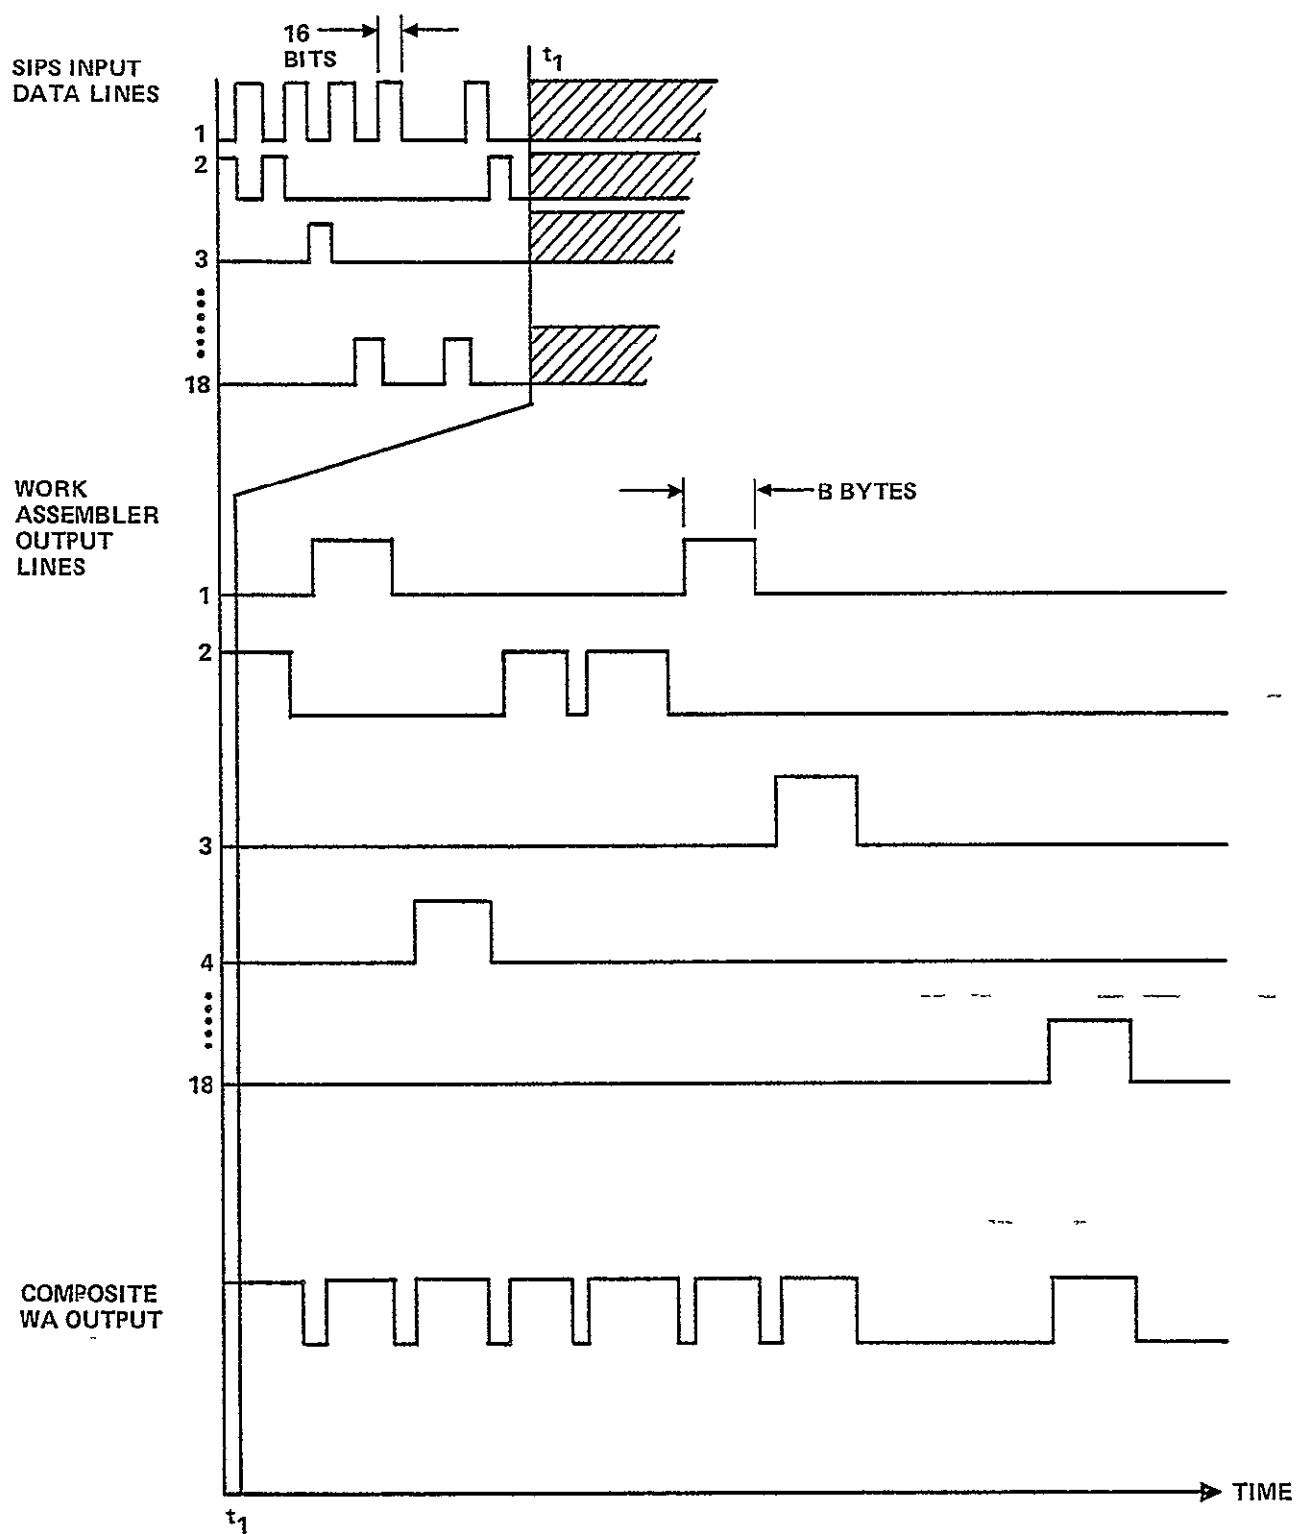 16
BITS
t1
SIPS INPUT
DATA LINES
1
2
3
18
WORK
ASSEMBLER
OUTPUT
LINES
B BYTES
1
2
3
4
18
COMPOSITE
WA OUTPUT
TIME
t1